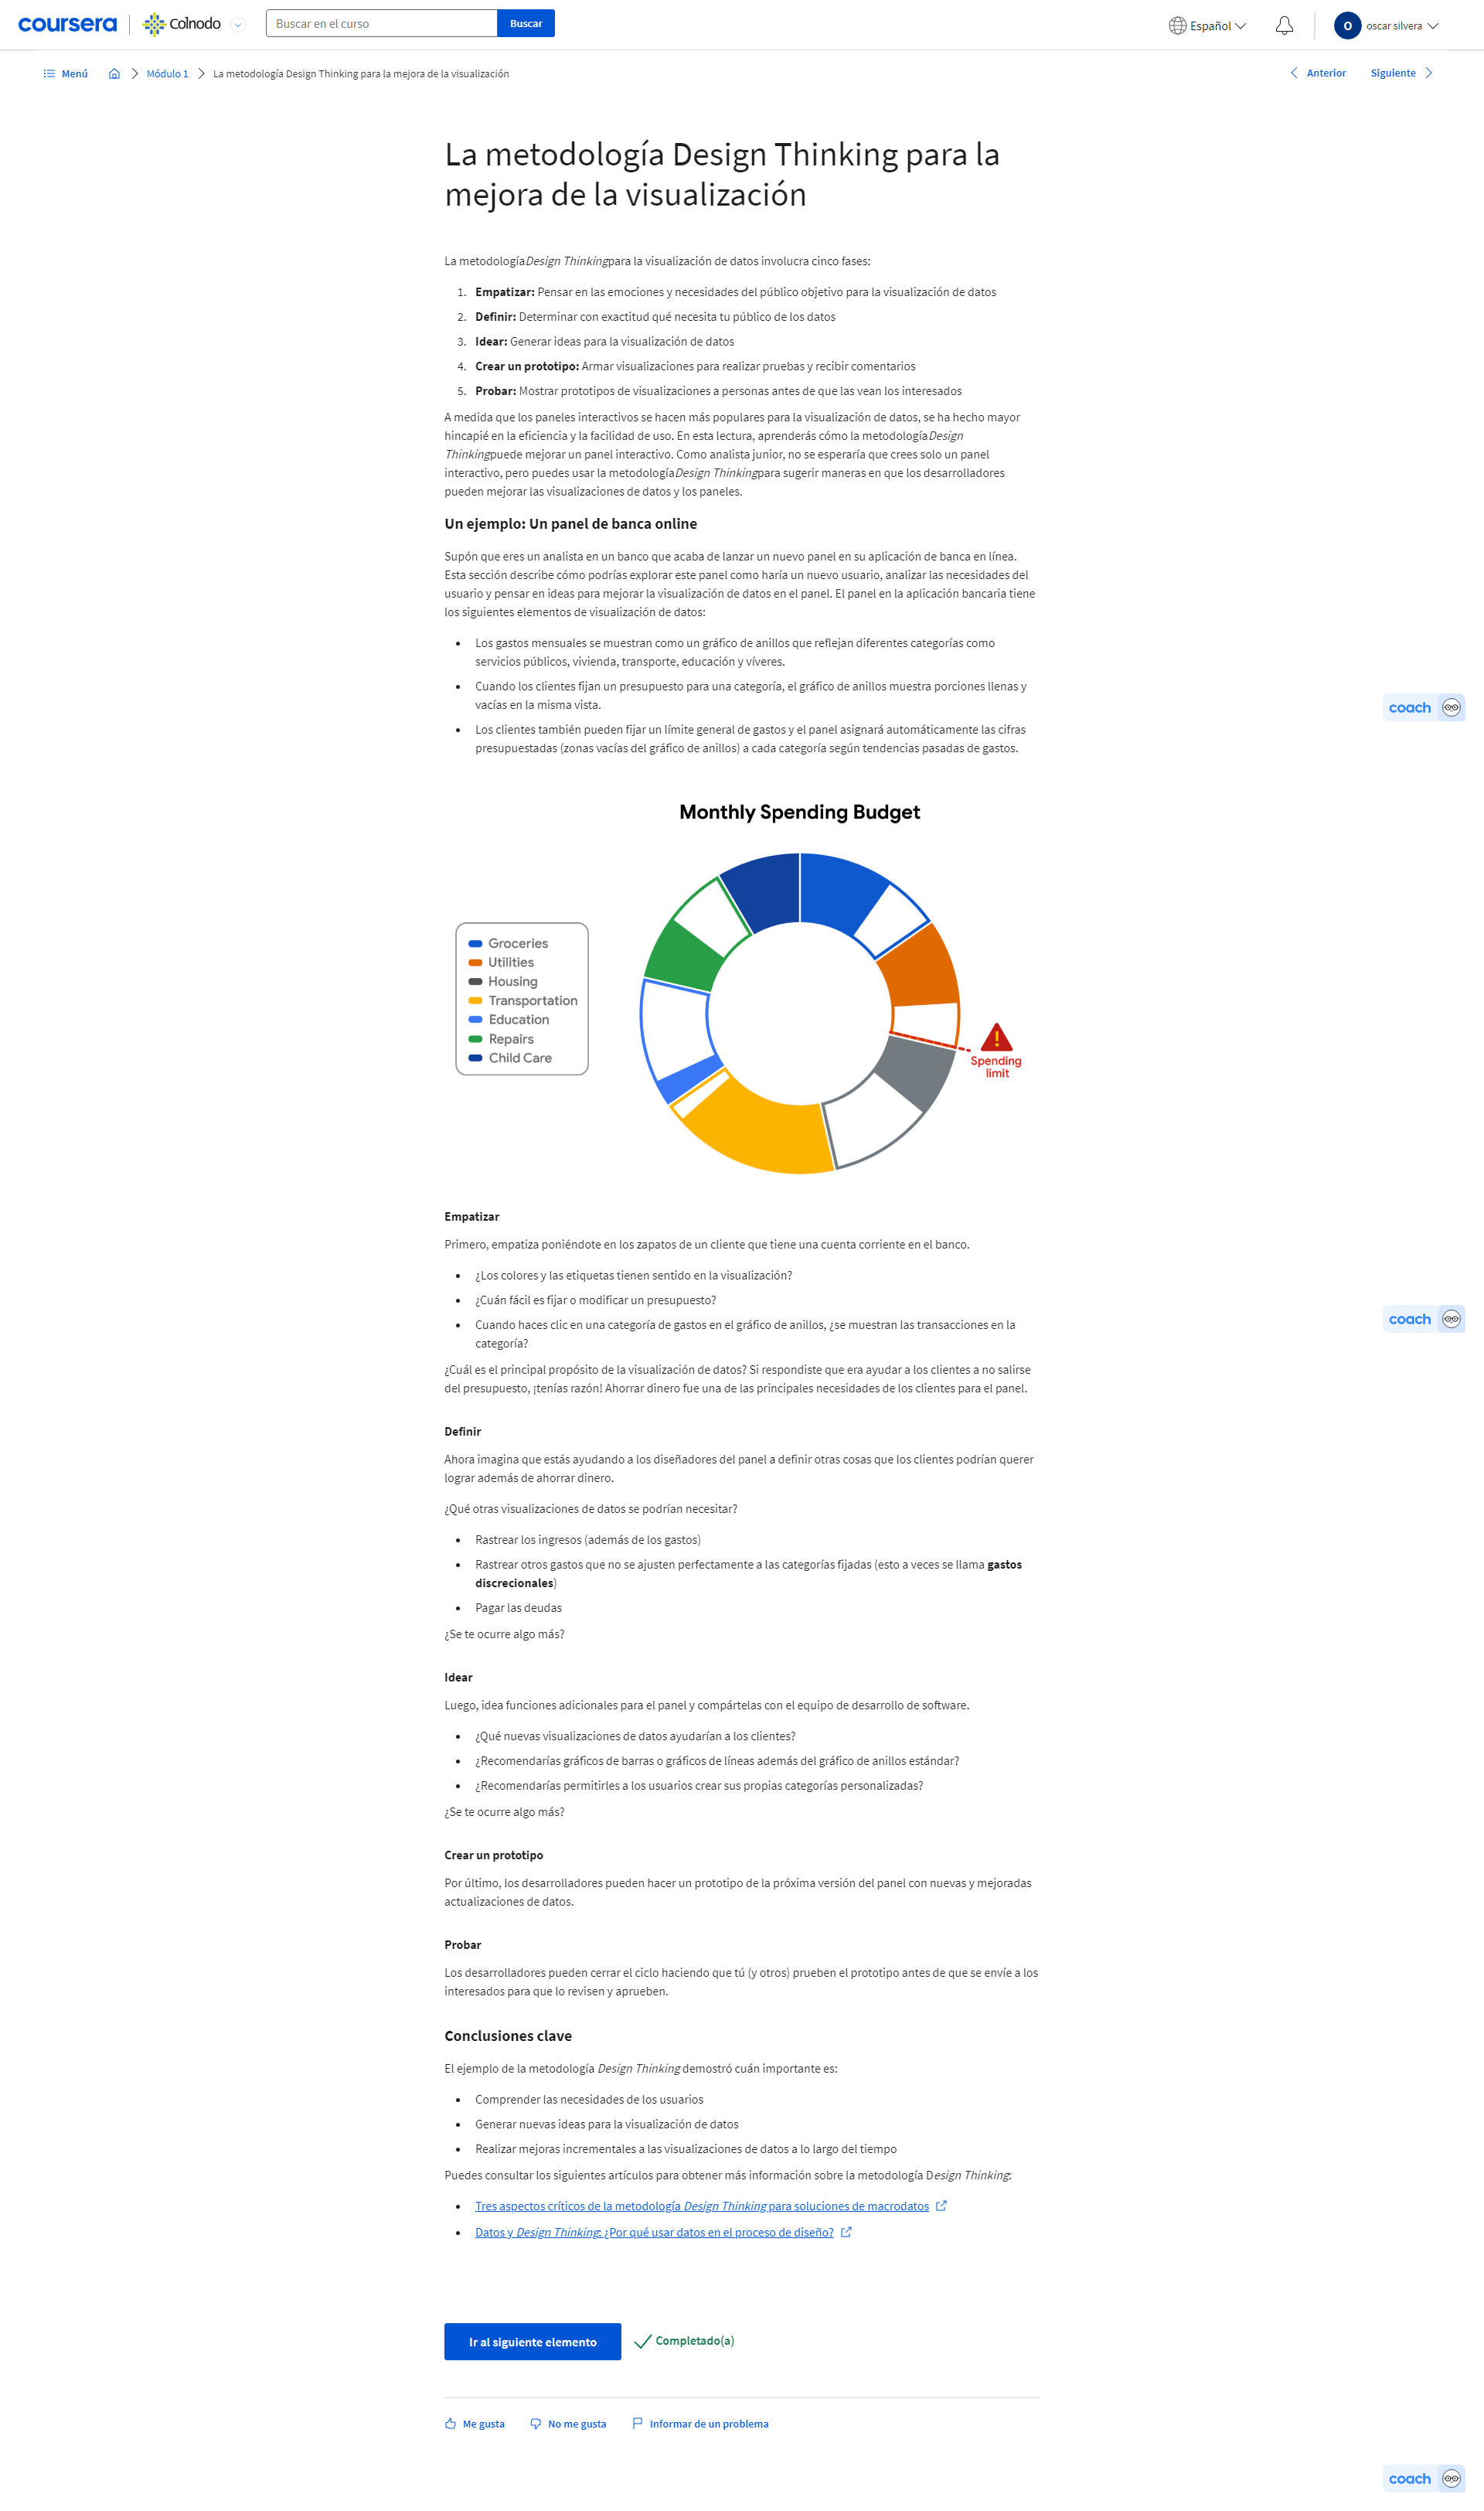 coursera
Colnodo
Buscar en el curso
Buscar
Español
O
oscar silvera
Menú
Módulo 1
La metodología Design Thinking para la mejora de la visualización
Anterior
Siguiente
La metodología Design Thinking para la
mejora de la visualización
La metodologíaDesign Thinkingpara la visualización de datos involucra cinco fases:
1. Empatizar: Pensar en las emociones y necesidades del público objetivo para la visualización de datos
2. Definir: Determinar con exactitud qué necesita tu público de los datos
3. Idear: Generar ideas para la visualización de datos
4. Crear un prototipo: Armar visualizaciones para realizar pruebas y recibir comentarios
5. Probar: Mostrar prototipos de visualizaciones a personas antes de que las vean los interesados
A medida que los paneles interactivos se hacen más populares para la visualización de datos, se ha hecho mayor
hincapié en la eficiencia y la facilidad de uso. En esta lectura, aprenderás cómo la metodologíaDesign
Thinkingpuede mejorar un panel interactivo. Como analista junior, no se esperaría que crees solo un panel
interactivo, pero puedes usar la metodologíaDesign Thinkingpara sugerir maneras en que los desarrolladores
pueden mejorar las visualizaciones de datos y los paneles.
Un ejemplo: Un panel de banca online
Supón que eres un analista en un banco que acaba de lanzar un nuevo panel en su aplicación de banca en línea.
Esta sección describe cómo podrías explorar este panel como haría un nuevo usuario, analizar las necesidades del
usuario y pensar en ideas para mejorar la visualización de datos en el panel. El panel en la aplicación bancaria tiene
los siguientes elementos de visualización de datos:
• Los gastos mensuales se muestran como un gráfico de anillos que reflejan diferentes categorías como
servicios públicos, vivienda, transporte, educación y víveres.
• Cuando los clientes fijan un presupuesto para una categoría, el gráfico de anillos muestra porciones llenas y
vacías en la misma vista.
coach
• Los clientes también pueden fijar un límite general de gastos y el panel asignará automáticamente las cifras
presupuestadas (zonas vacías del gráfico de anillos) a cada categoría según tendencias pasadas de gastos.
Monthly Spending Budget
Groceries
Utilities
Housing
Transportation
Education
Repairs
Child Care
Spending
limit
Empatizar
Primero, empatiza poniéndote en los zapatos de un cliente que tiene una cuenta corriente en el banco.
• ¿Los colores y las etiquetas tienen sentido en la visualización?
• ¿Cuán fácil es fijar o modificar un presupuesto?
• Cuando haces clic en una categoría de gastos en el gráfico de anillos, ¿se muestran las transacciones en la
categoría?
coach
¿Cuál es el principal propósito de la visualización de datos? Si respondiste que era ayudar a los clientes a no salirse
del presupuesto, ¡tenías razón! Ahorrar dinero fue una de las principales necesidades de los clientes para el panel.
Definir
Ahora imagina que estás ayudando a los diseñadores del panel a definir otras cosas que los clientes podrían querer
lograr además de ahorrar dinero.
¿Qué otras visualizaciones de datos se podrían necesitar?
• Rastrear los ingresos (además de los gastos)
• Rastrear otros gastos que no se ajusten perfectamente a las categorías fijadas (esto a veces se llama gastos
discrecionales)
• Pagar las deudas
¿Se te ocurre algo más?
Idear
Luego, idea funciones adicionales para el panel y compártelas con el equipo de desarrollo de software.
• ¿Qué nuevas visualizaciones de datos ayudarían a los clientes?
• ¿Recomendarías gráficos de barras o gráficos de líneas además del gráfico de anillos estándar?
• ¿Recomendarías permitirles a los usuarios crear sus propias categorías personalizadas?
¿Se te ocurre algo más?
Crear un prototipo
Por último, los desarrolladores pueden hacer un prototipo de la próxima versión del panel con nuevas y mejoradas
actualizaciones de datos.
Probar
Los desarrolladores pueden cerrar el ciclo haciendo que tú (y otros) prueben el prototipo antes de que se envíe a los
interesados para que lo revisen y aprueben.
Conclusiones clave
El ejemplo de la metodología Design Thinking demostró cuán importante es:
• Comprender las necesidades de los usuarios
• Generar nuevas ideas para la visualización de datos
• Realizar mejoras incrementales a las visualizaciones de datos a lo largo del tiempo
Puedes consultar los siguientes artículos para obtener más información sobre la metodología Design Thinking:
• Tres aspectos críticos de la metodología Design Thinking para soluciones de macrodatos
• Datos y Design Thinking: ¿Por qué usar datos en el proceso de diseño?
Ir al siguiente elemento
Completado(a)
Me gusta
No me gusta
Informar de un problema
coach